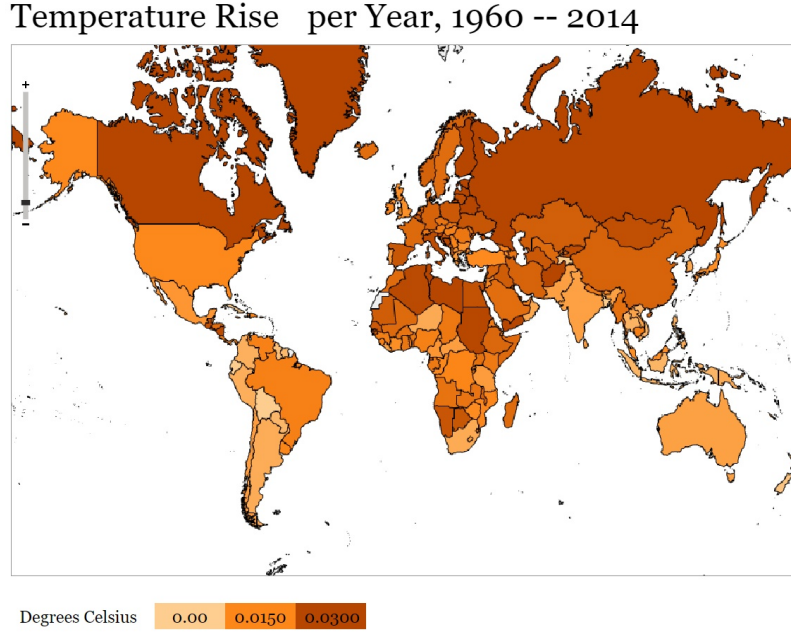 Temperature Rise per Year, 1960 -- 2014
+
-
Degrees Celsius 0.00 0.0150 0.0300